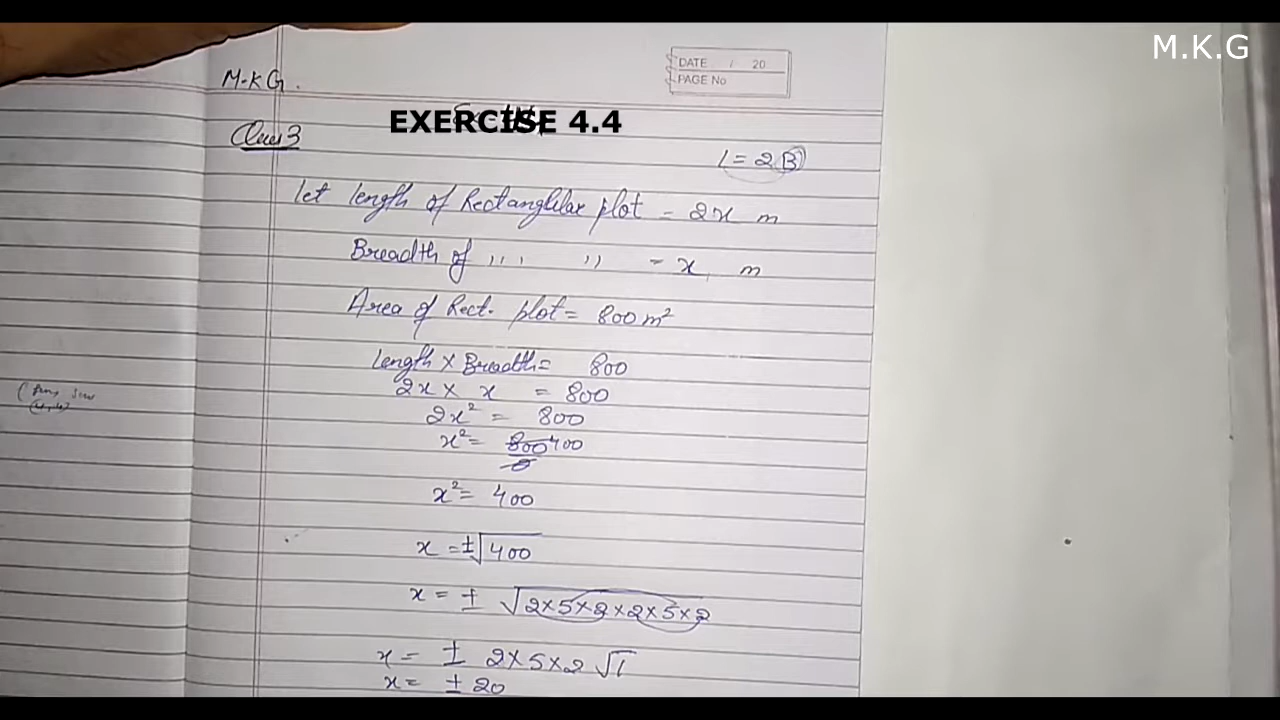 M.K.G
DATE / 20
PAGE No
M.K G.
EXERCISE 4.4
Ques 3
l = 2B
Let length of Rectangular plot = 2x m
Breadth of ,, , ,, = x m
Area of Rect. plot = 800 m²
Length × Breadth = 800
2x × x = 800
2x² = 800
x² = 800/2 400
x² = 400
x = ±√400
x = ± √2×5×2×2×5×2
x = ± 2×5×2 √1
x = ± 20